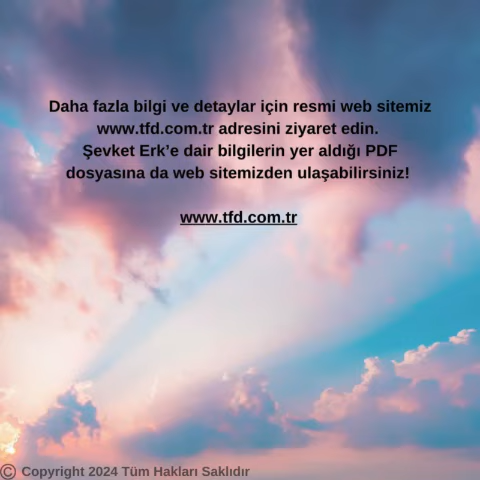 Daha fazla bilgi ve detaylar için resmi web sitemiz
www.tfd.com.tr adresini ziyaret edin.
Şevket Erk’e dair bilgilerin yer aldığı PDF
dosyasına da web sitemizden ulaşabilirsiniz!
www.tfd.com.tr
© Copyright 2024 Tüm Hakları Saklıdır